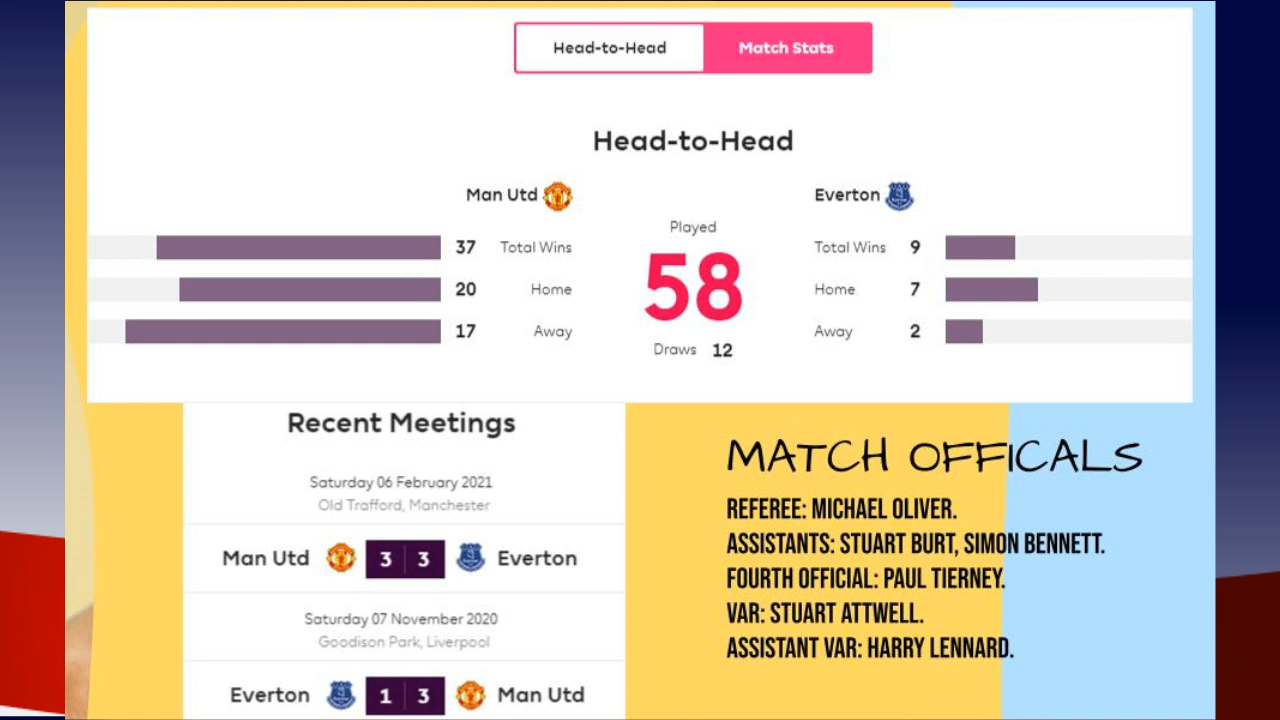 Head-to-Head Match Stats
Head-to-Head
Man Utd Everton
Played
58
Draws 12
37 Total Wins
20 Home
17 Away
Total Wins 9
Home 7
Away 2
Recent Meetings
Saturday 06 February 2021
Old Trafford, Manchester
Man Utd 3 3 Everton
Saturday 07 November 2020
Goodison Park, Liverpool
Everton 1 3 Man Utd
MATCH OFFICALS
REFEREE: MICHAEL OLIVER.
ASSISTANTS: STUART BURT, SIMON BENNETT.
FOURTH OFFICIAL: PAUL TIERNEY.
VAR: STUART ATTWELL.
ASSISTANT VAR: HARRY LENNARD.